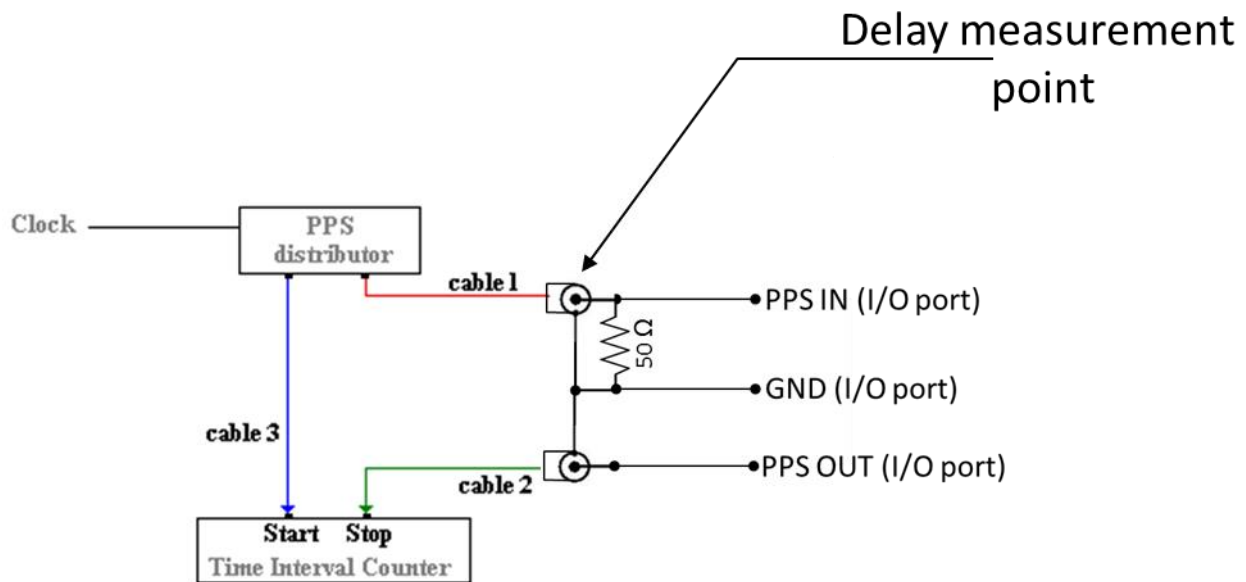 Delay measurement
point
Clock
PPS
distributor
cable 1
PPS IN (I/O port)
50 Ω
GND (I/O port)
cable 3
PPS OUT (I/O port)
cable 2
Start Stop
Time Interval Counter